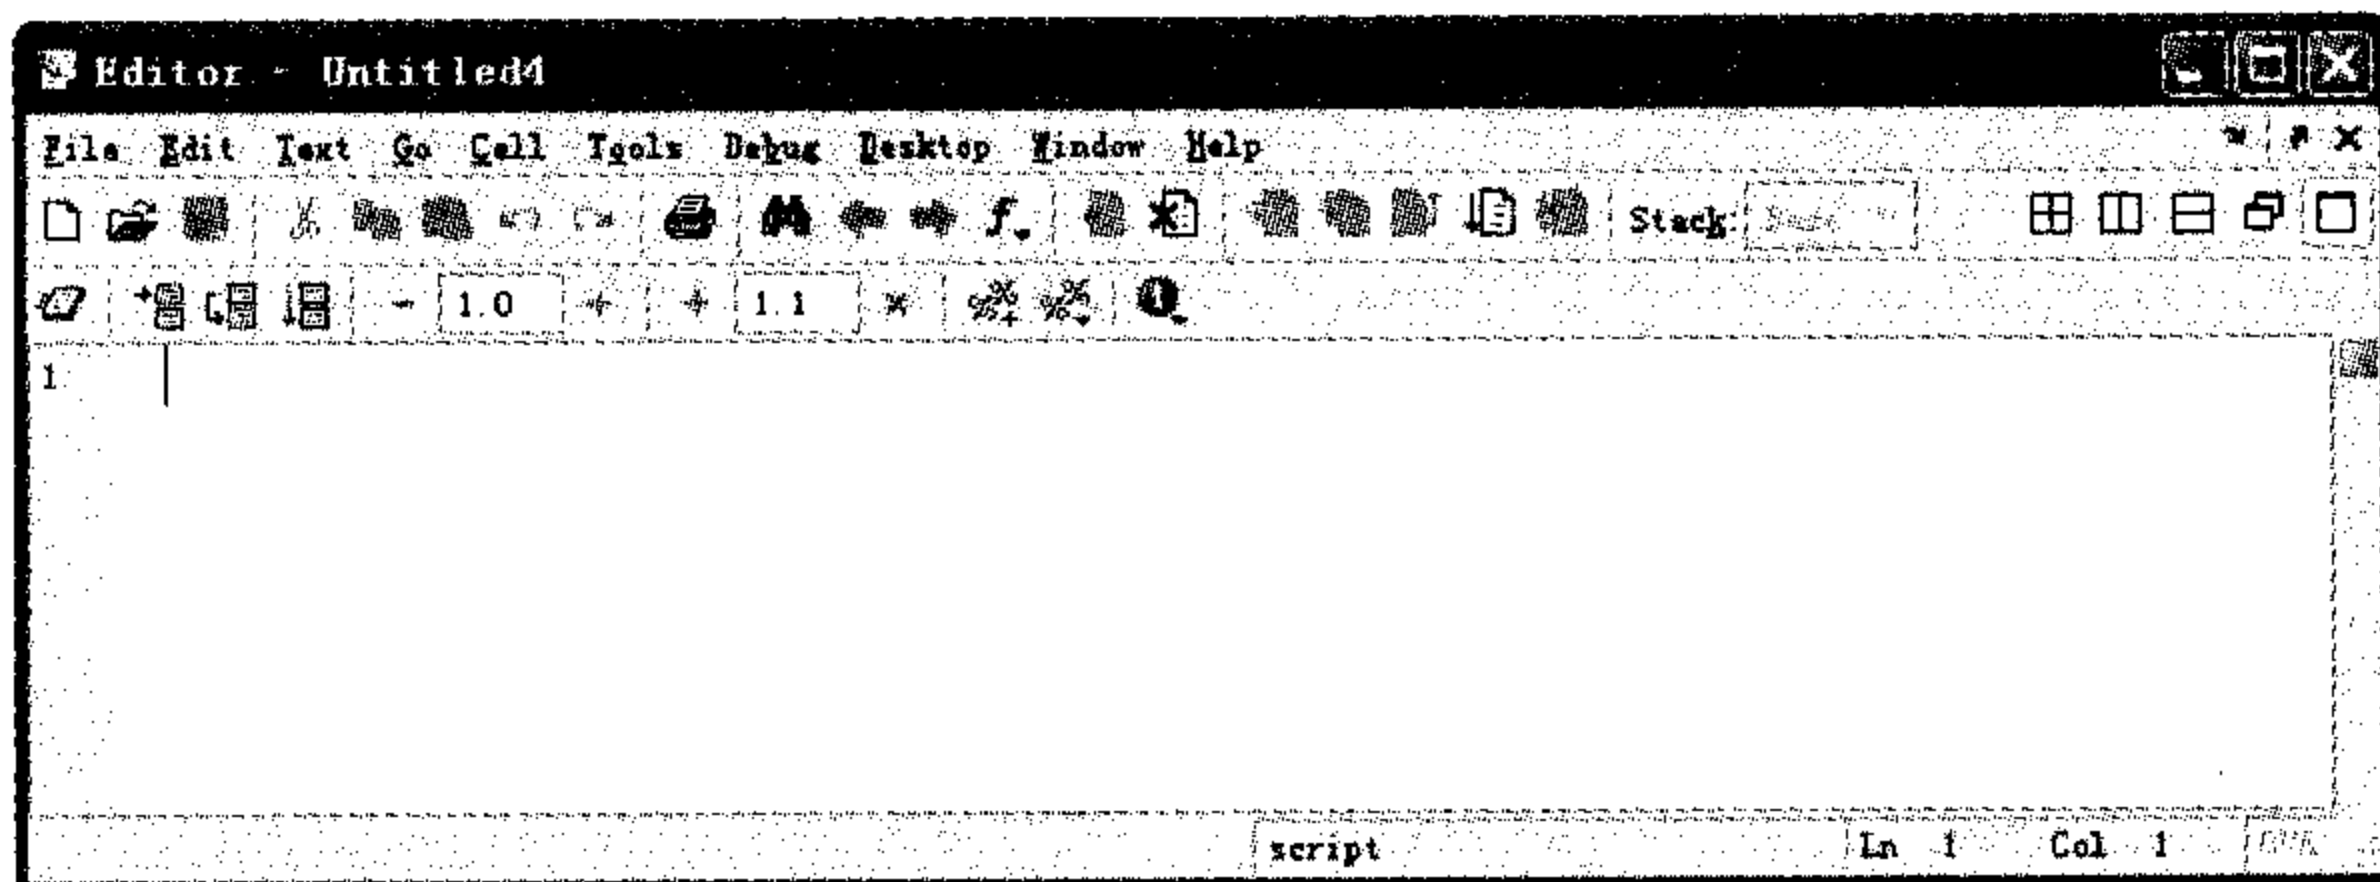 Editor - Untitled4
File Edit Text Go Cell Tools Debug Desktop Window Help
Stack:
1.0 1.1
1
script Ln 1 Col 1